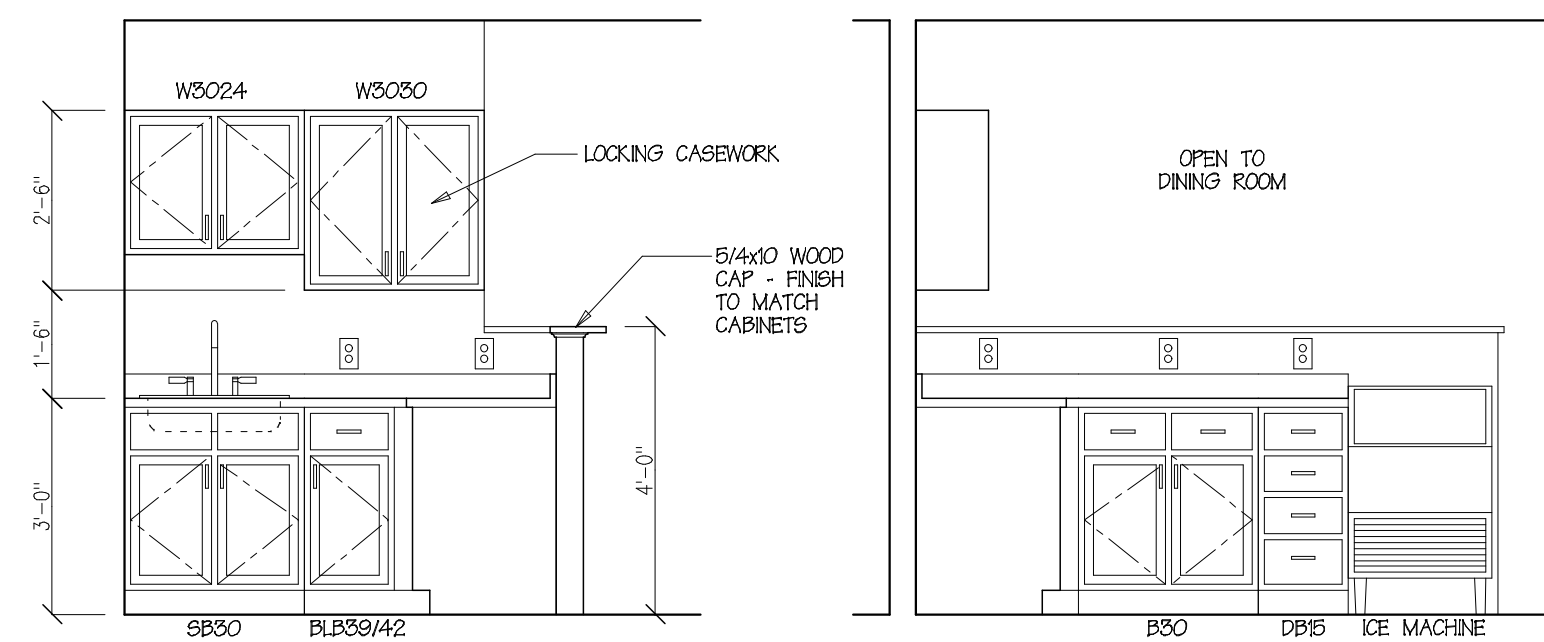 W3024
W3030
LOCKING CASEWORK
2'-6"
5/4x10 WOOD
CAP - FINISH
TO MATCH
CABINETS
1'-6"
3'-0"
4'-0"
SB30
BLB39/42
OPEN TO
DINING ROOM
B30
DB15
ICE MACHINE